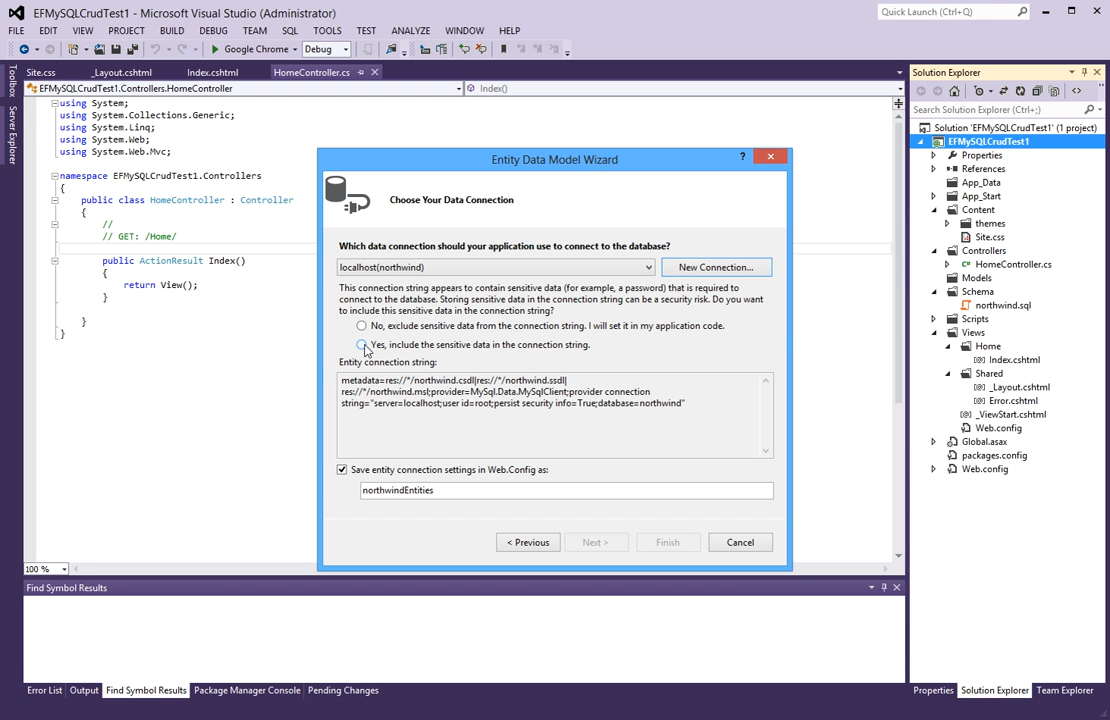 EFMySQLCrudTest1 - Microsoft Visual Studio (Administrator)
Quick Launch (Ctrl+Q)
FILE EDIT VIEW PROJECT BUILD DEBUG TEAM SQL TOOLS TEST ANALYZE WINDOW HELP
Google Chrome Debug
Toolbox
Server Explorer
Site.css _Layout.cshtml Index.cshtml HomeController.cs
EFMySQLCrudTest1.Controllers.HomeController Index()
using System;
using System.Collections.Generic;
using System.Linq;
using System.Web;
using System.Web.Mvc;
namespace EFMySQLCrudTest1.Controllers
{
public class HomeController : Controller
{
//
// GET: /Home/
public ActionResult Index()
{
return View();
}
}
}
100 %
Entity Data Model Wizard
?
Choose Your Data Connection
Which data connection should your application use to connect to the database?
localhost(northwind)
New Connection...
This connection string appears to contain sensitive data (for example, a password) that is required to
connect to the database. Storing sensitive data in the connection string can be a security risk. Do you want
to include this sensitive data in the connection string?
No, exclude sensitive data from the connection string. I will set it in my application code.
Yes, include the sensitive data in the connection string.
Entity connection string:
metadata=res://*/northwind.csdl|res://*/northwind.ssdl|
res://*/northwind.msl;provider=MySql.Data.MySqlClient;provider connection
string="server=localhost;user id=root;persist security info=True;database=northwind"
Save entity connection settings in Web.Config as:
northwindEntities
< Previous Next > Finish Cancel
Solution Explorer
Search Solution Explorer (Ctrl+;)
Solution 'EFMySQLCrudTest1' (1 project)
EFMySQLCrudTest1
Properties
References
App_Data
App_Start
Content
themes
Site.css
Controllers
HomeController.cs
Models
Schema
northwind.sql
Scripts
Views
Home
Index.cshtml
Shared
_Layout.cshtml
Error.cshtml
_ViewStart.cshtml
Web.config
Global.asax
packages.config
Web.config
Find Symbol Results
Error List Output Find Symbol Results Package Manager Console Pending Changes
Properties Solution Explorer Team Explorer